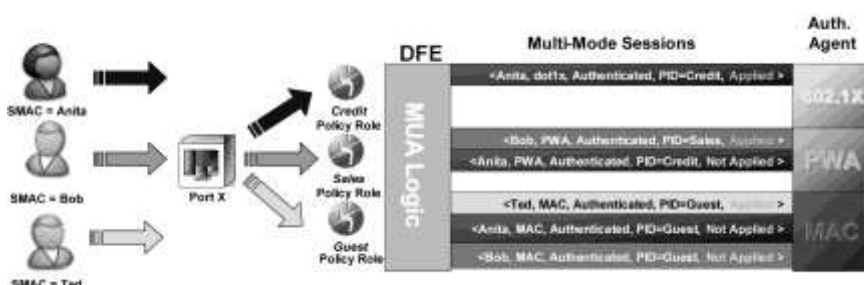 Auth.
Agent
Multi-Mode Sessions
DFE
SMAC = Anita
SMAC = Bob
SMAC = Ted
Port X
Credit
Policy Role
Sales
Policy Role
Guest
Policy Role
MUA Logic
<Anita, dot1x, Authenticated, PID=Credit, Applied >
<Bob, PWA, Authenticated, PID=Sales, Applied >
<Anita, PWA, Authenticated, PID=Credit, Not Applied >
<Ted, MAC, Authenticated, PID=Guest, Applied >
<Anita, MAC, Authenticated, PID=Guest, Not Applied >
<Bob, MAC, Authenticated, PID=Guest, Not Applied >
802.1X
PWA
MAC